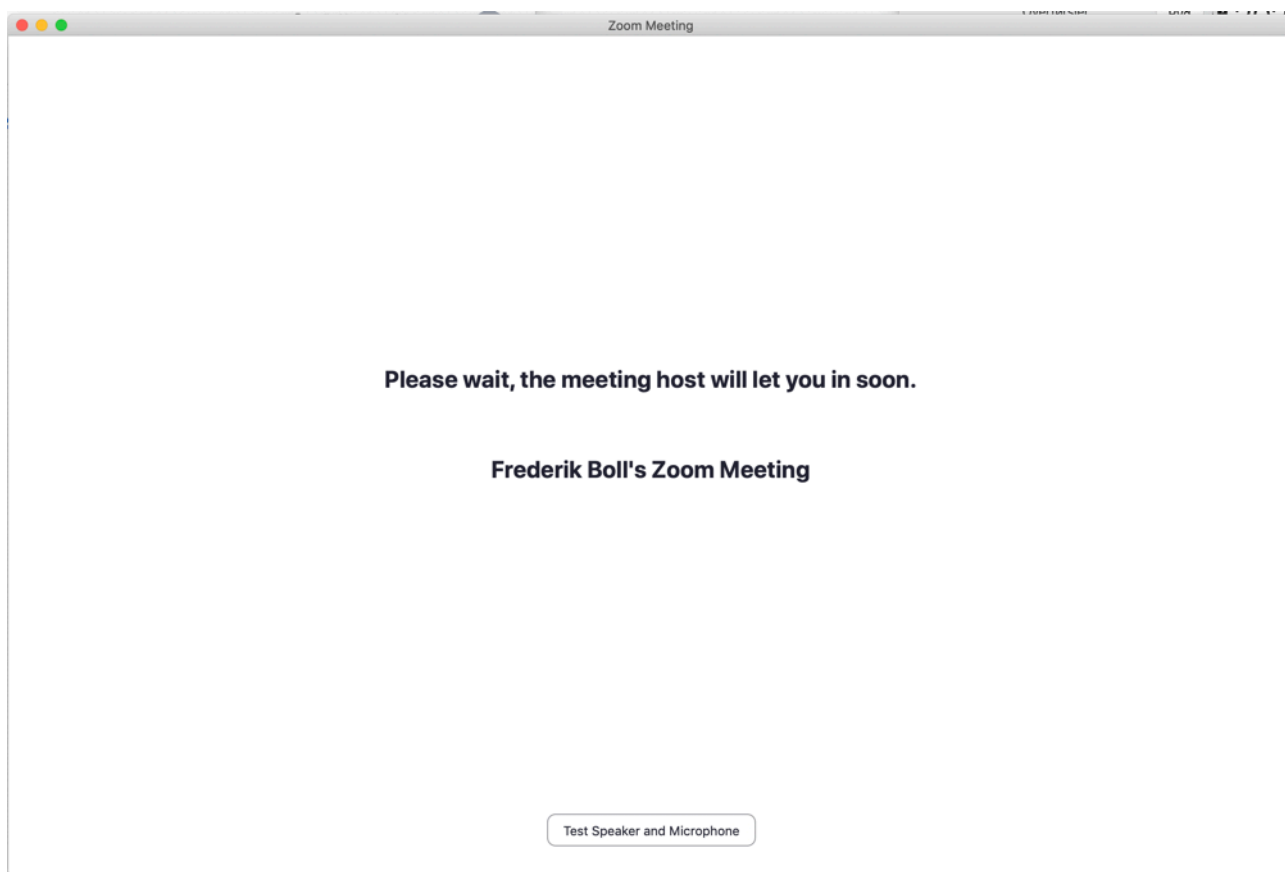 Zoom Meeting
Please wait, the meeting host will let you in soon.
Frederik Boll's Zoom Meeting
Test Speaker and Microphone